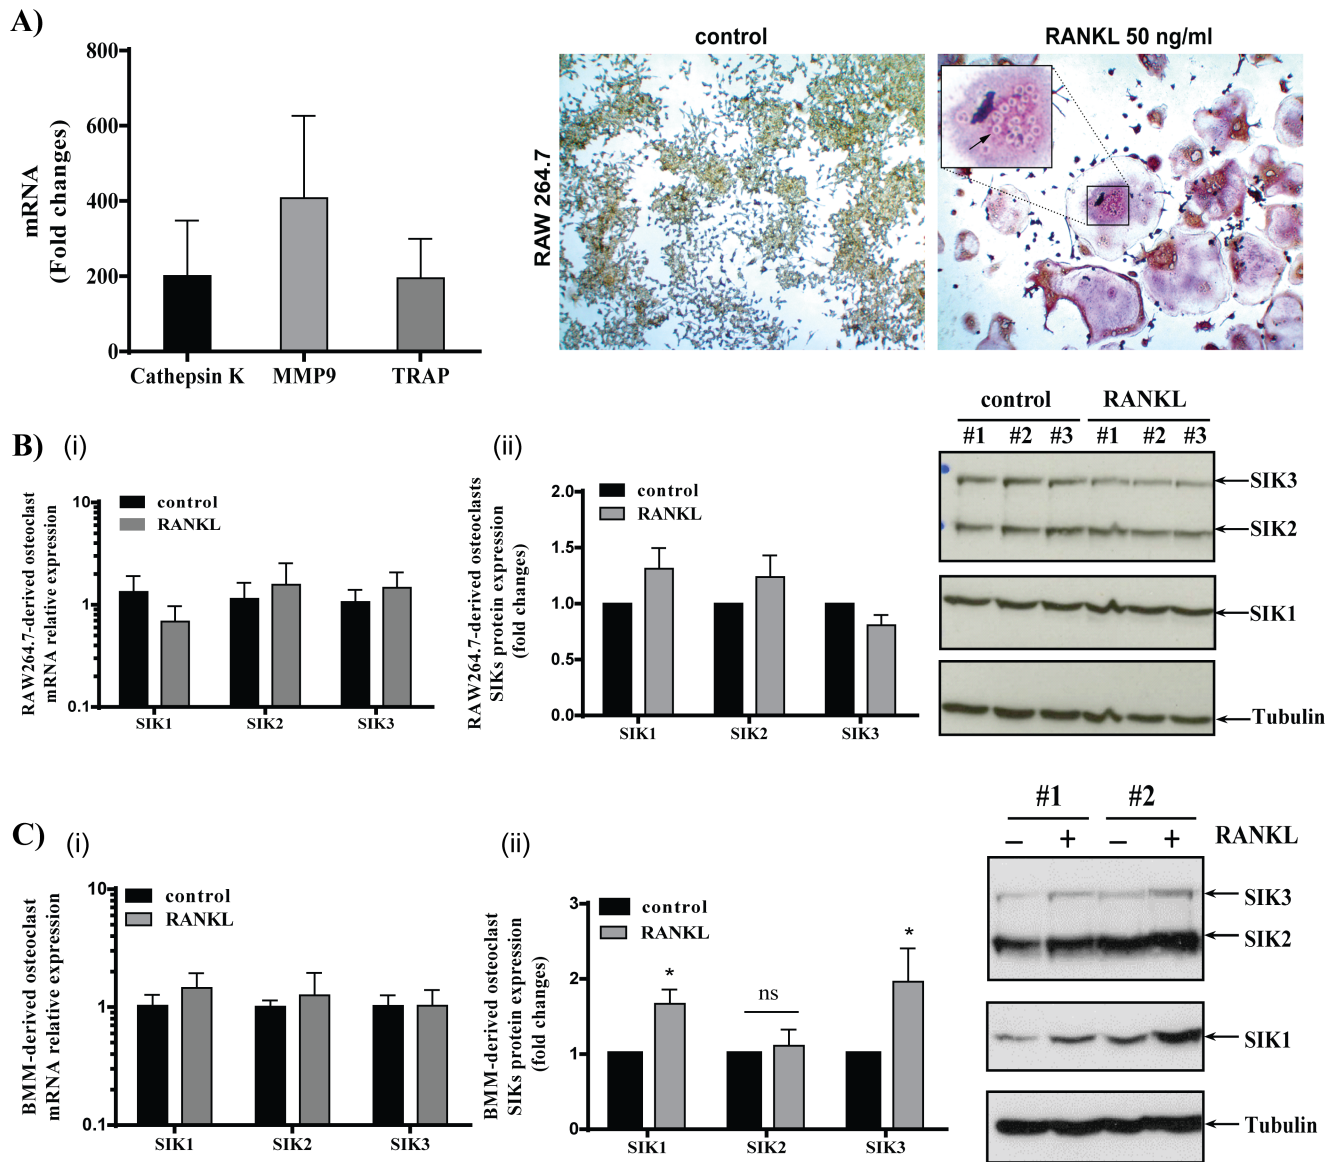 A)
800
600
400
200
0
mRNA
(Fold changes)
Cathepsin K MMP9 TRAP
control
RANKL 50 ng/ml
RAW 264.7
B) (i)
10
1
0.1
RAW264.7-derived osteoclast
mRNA relative expression
control
RANKL
SIK1 SIK2 SIK3
(ii)
2.0
1.5
1.0
0.5
0.0
RAW264.7-derived osteoclasts
SIKs protein expression
(fold changes)
control
RANKL
SIK1 SIK2 SIK3
control RANKL
#1 #2 #3 #1 #2 #3
SIK3
SIK2
SIK1
Tubulin
C) (i)
10
1
0.1
BMM-derived osteoclast
mRNA relative expression
control
RANKL
SIK1 SIK2 SIK3
(ii)
3
2
1
0
BMM-derived osteoclast
SIKs protein expression
(fold changes)
control
RANKL
* ns *
SIK1 SIK2 SIK3
#1 #2
– + – + RANKL
SIK3
SIK2
SIK1
Tubulin